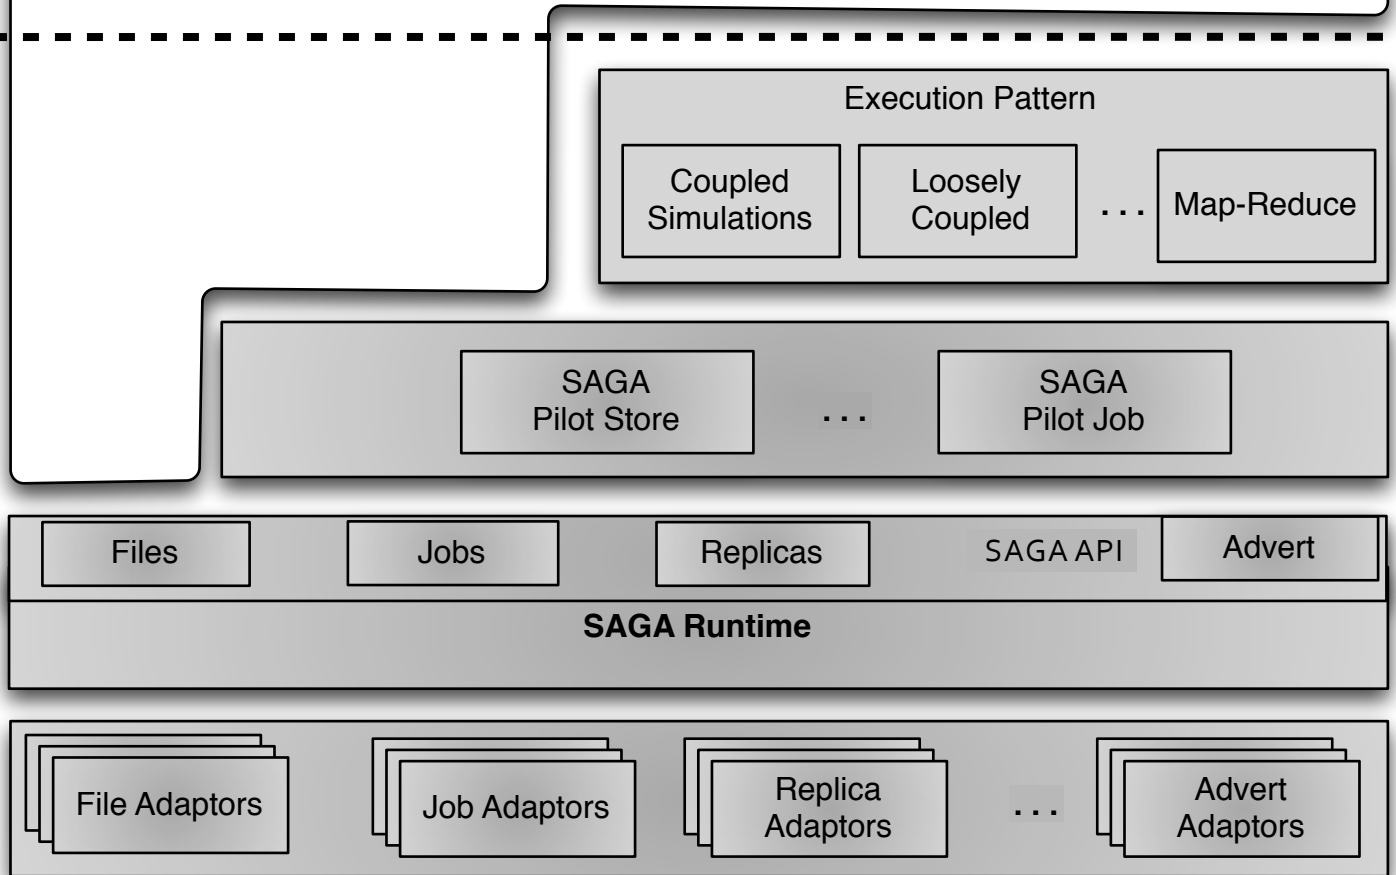 Execution Pattern
Coupled
Simulations
Loosely
Coupled
. . .
Map-Reduce
SAGA
Pilot Store
. . .
SAGA
Pilot Job
Files
Jobs
Replicas
SAGA API
Advert
SAGA Runtime
File Adaptors
Job Adaptors
Replica
Adaptors
. . .
Advert
Adaptors